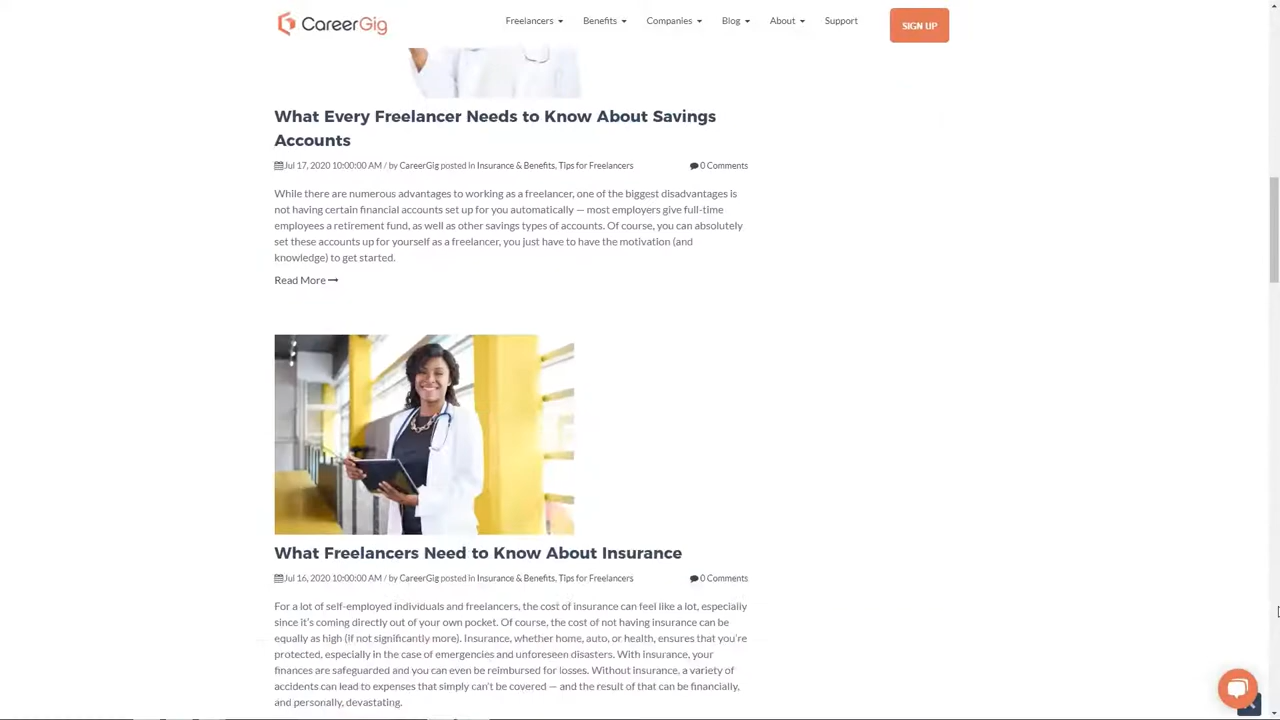 CareerGig
Freelancers Benefits Companies Blog About Support SIGN UP
What Every Freelancer Needs to Know About Savings
Accounts
Jul 17, 2020 10:00:00 AM / by CareerGig posted in Insurance & Benefits, Tips for Freelancers 0 Comments
While there are numerous advantages to working as a freelancer, one of the biggest disadvantages is
not having certain financial accounts set up for you automatically — most employers give full-time
employees a retirement fund, as well as other savings types of accounts. Of course, you can absolutely
set these accounts up for yourself as a freelancer, you just have to have the motivation (and
knowledge) to get started.
Read More
What Freelancers Need to Know About Insurance
Jul 16, 2020 10:00:00 AM / by CareerGig posted in Insurance & Benefits, Tips for Freelancers 0 Comments
For a lot of self-employed individuals and freelancers, the cost of insurance can feel like a lot, especially
since it's coming directly out of your own pocket. Of course, the cost of not having insurance can be
equally as high (if not significantly more). Insurance, whether home, auto, or health, ensures that you're
protected, especially in the case of emergencies and unforeseen disasters. With insurance, your
finances are safeguarded and you can even be reimbursed for losses. Without insurance, a variety of
accidents can lead to expenses that simply can't be covered — and the result of that can be financially,
and personally, devastating.